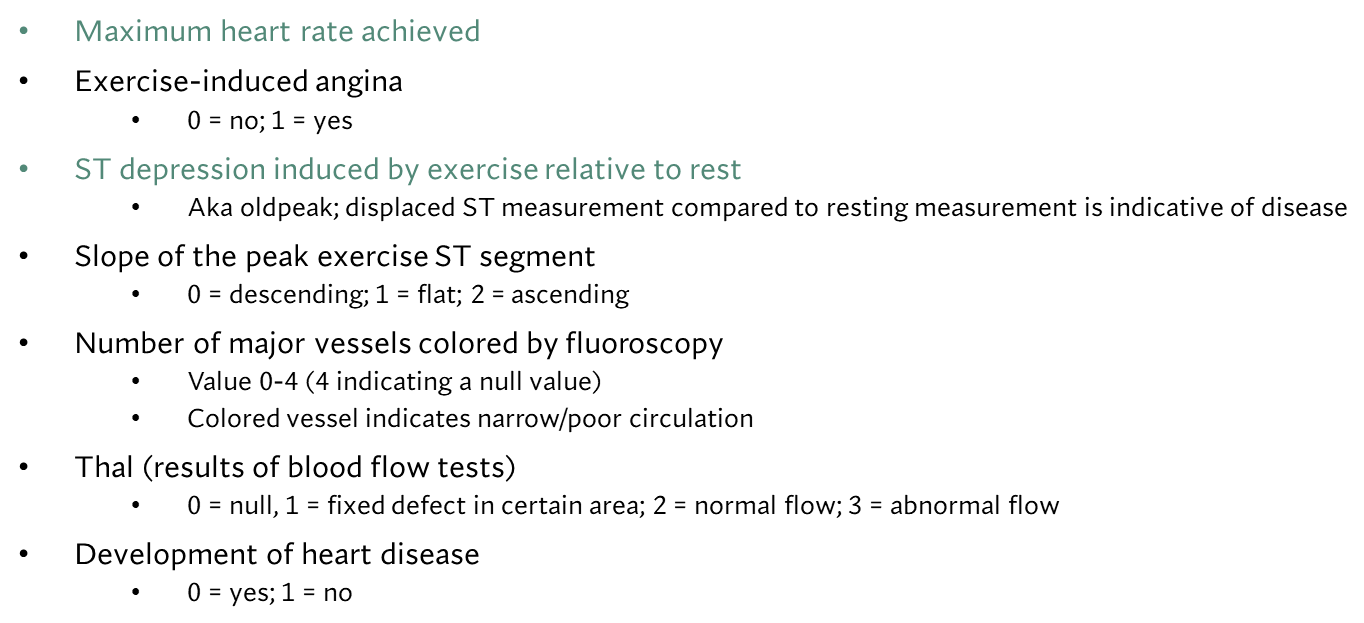 • Maximum heart rate achieved
• Exercise-induced angina
• 0 = no; 1 = yes
• ST depression induced by exercise relative to rest
• Aka oldpeak; displaced ST measurement compared to resting measurement is indicative of disease
• Slope of the peak exercise ST segment
• 0 = descending; 1 = flat; 2 = ascending
• Number of major vessels colored by fluoroscopy
• Value 0-4 (4 indicating a null value)
• Colored vessel indicates narrow/poor circulation
• Thal (results of blood flow tests)
• 0 = null, 1 = fixed defect in certain area; 2 = normal flow; 3 = abnormal flow
• Development of heart disease
• 0 = yes; 1 = no